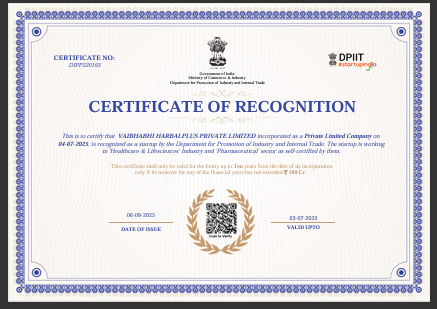 CERTIFICATE NO:
DIPP220193
Government of India
Ministry of Commerce & Industry
Department for Promotion of Industry and Internal Trade
DPIIT
#startupindia
CERTIFICATE OF RECOGNITION
This is to certify that VAIBHABHI HARBALPLUS PRIVATE LIMITED incorporated as a Private Limited Company on
04-07-2025, is recognized as a startup by the Department for Promotion of Industry and Internal Trade. The startup is working
in 'Healthcare & Lifesciences' Industry and 'Pharmaceutical' sector as self-certified by them.
This certificate shall only be valid for the Entity up to Ten years from the date of its incorporation
only if its turnover for any of the financial years has not exceeded ₹ 100 Cr.
06-09-2025
DATE OF ISSUE
Scan to Verify
03-07-2035
VALID UPTO